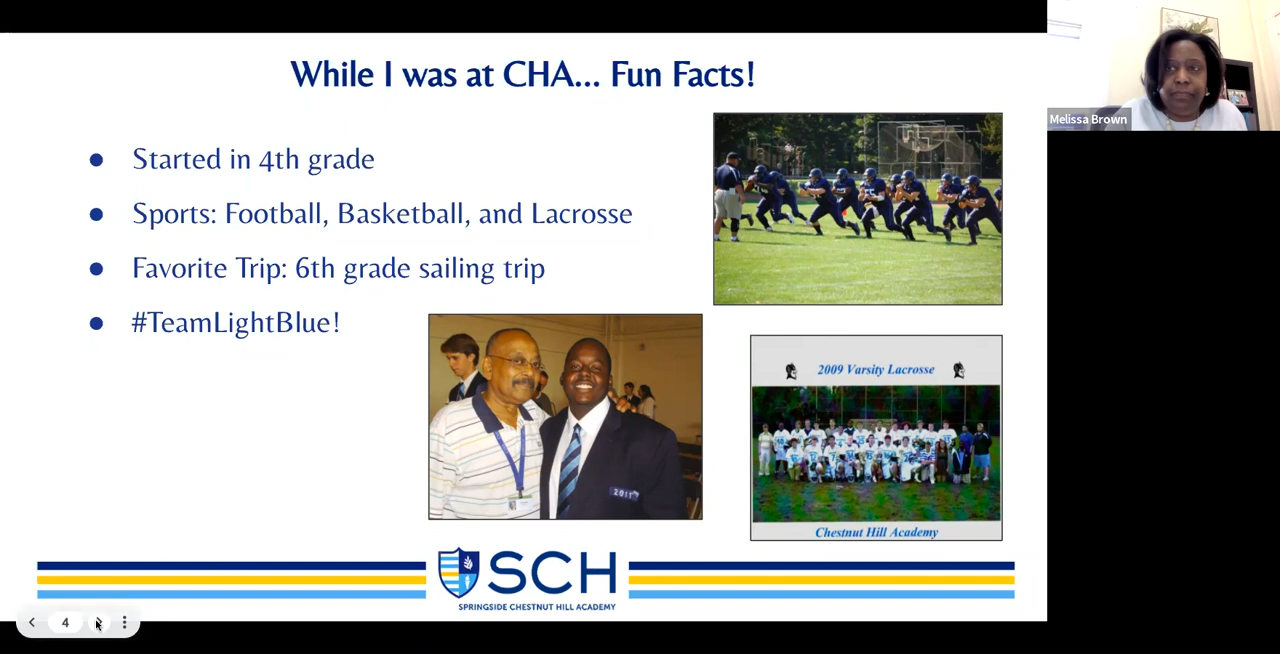 While I was at CHA... Fun Facts!
Started in 4th grade
Sports: Football, Basketball, and Lacrosse
Favorite Trip: 6th grade sailing trip
#TeamLightBlue!
2011
2009 Varsity Lacrosse
Chestnut Hill Academy
SCH
SPRINGSIDE CHESTNUT HILL ACADEMY
4
Melissa Brown